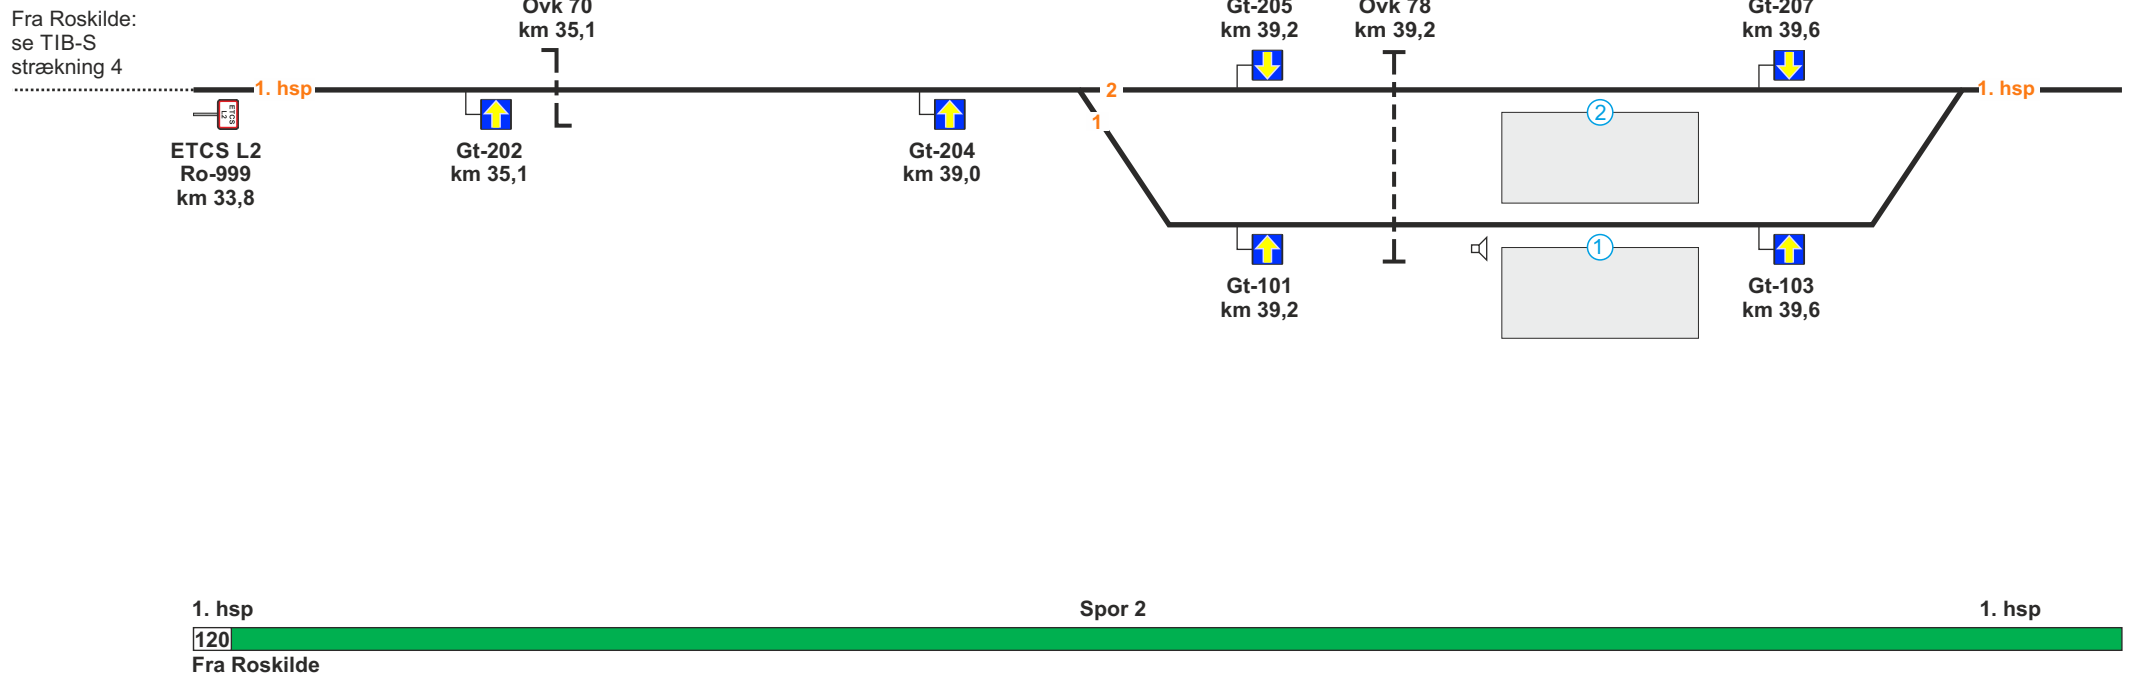 Fra Roskilde:
se TIB-S
strækning 4
Ovk 70
km 35,1
Gt-205
km 39,2
Ovk 78
km 39,2
Gt-207
km 39,6
1. hsp
2
1. hsp
1
ETCS L2
ETCS L2
Ro-999
km 33,8
Gt-202
km 35,1
Gt-204
km 39,0
2
1
Gt-101
km 39,2
Gt-103
km 39,6
1. hsp
Spor 2
1. hsp
120
Fra Roskilde